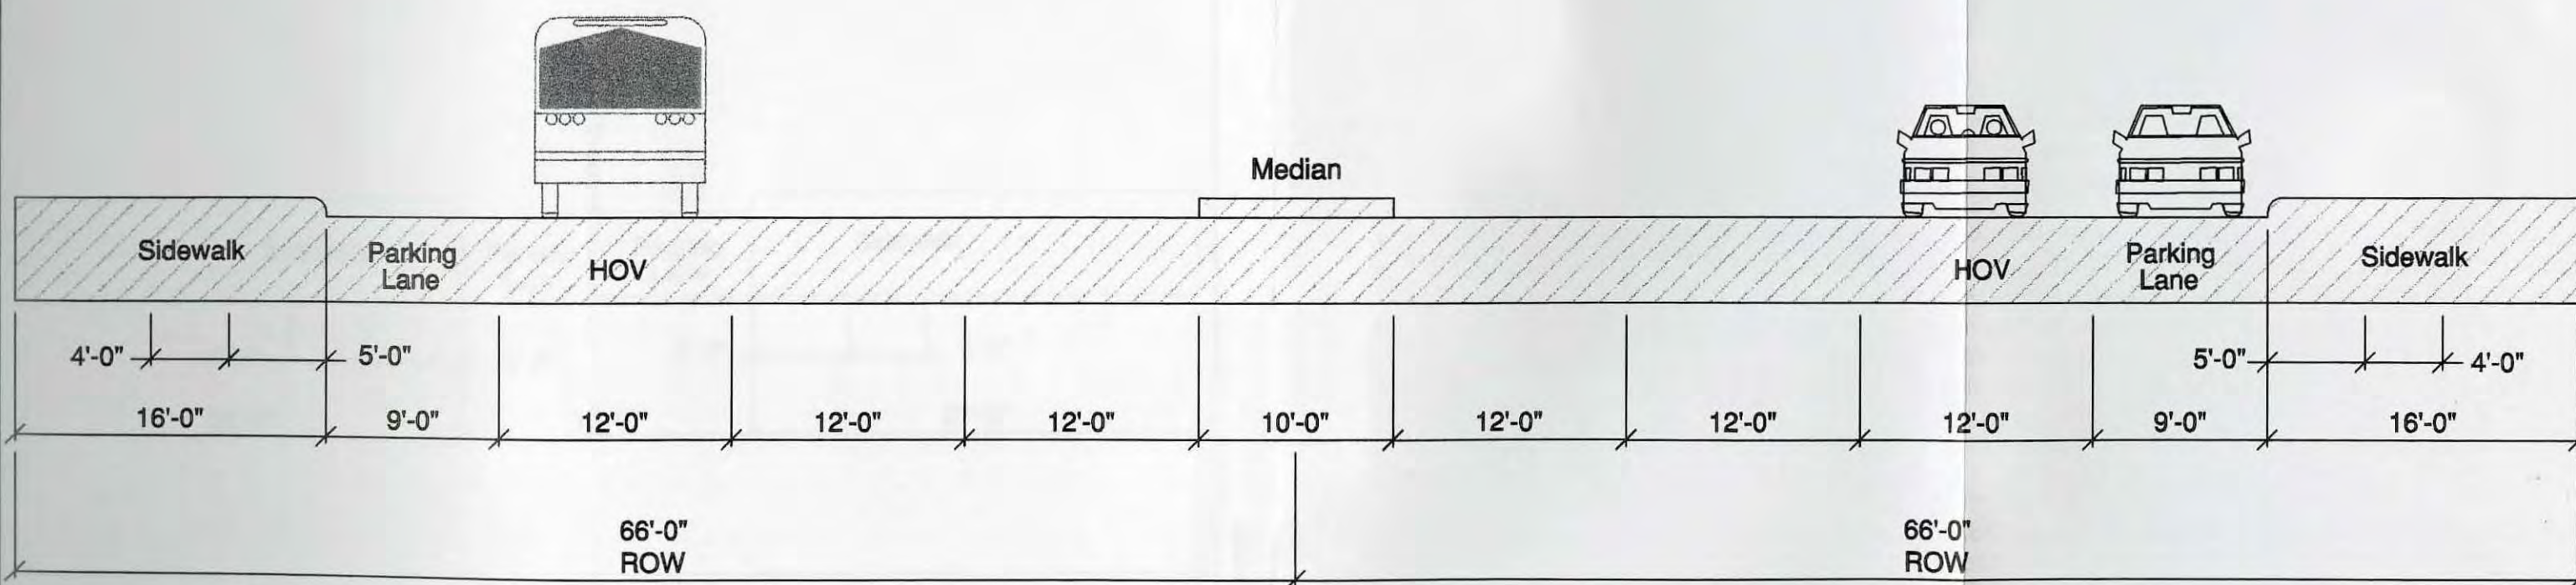 Median
Sidewalk
Parking
Lane
HOV
HOV
Parking
Lane
Sidewalk
4'-0"
5'-0"
5'-0"
4'-0"
16'-0"
9'-0"
12'-0"
12'-0"
12'-0"
10'-0"
12'-0"
12'-0"
12'-0"
9'-0"
16'-0"
66'-0"
ROW
66'-0"
ROW